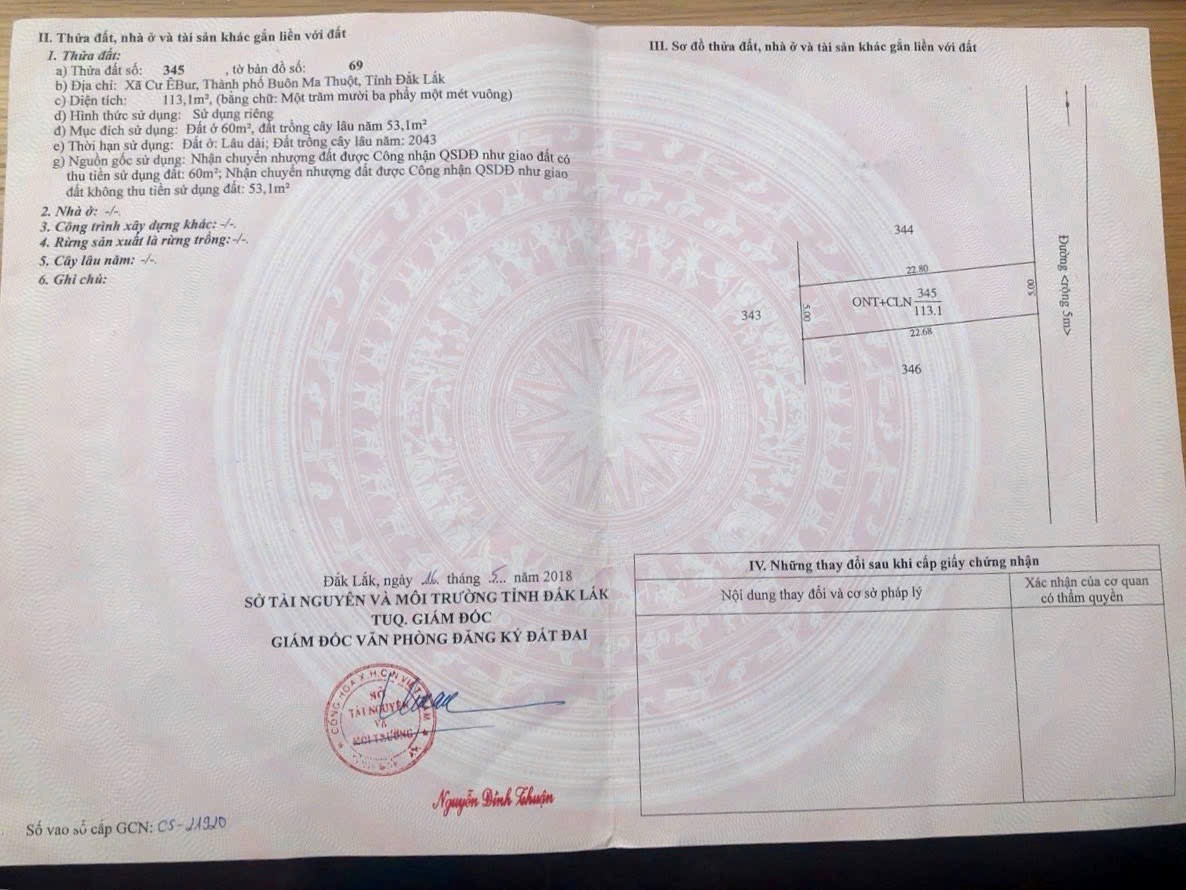 II. Thửa đất, nhà ở và tài sản khác gắn liền với đất
1. Thửa đất:
a) Thửa đất số: 345 , tờ bản đồ số: 69
b) Địa chỉ: Xã Cư ÊBur, Thành phố Buôn Ma Thuột, Tỉnh Đắk Lắk
c) Diện tích: 113,1m², (bằng chữ: Một trăm mười ba phẩy một mét vuông)
d) Hình thức sử dụng: Sử dụng riêng
đ) Mục đích sử dụng: Đất ở 60m², đất trồng cây lâu năm 53,1m²
e) Thời hạn sử dụng: Đất ở: Lâu dài; Đất trồng cây lâu năm: 2043
g) Nguồn gốc sử dụng: Nhận chuyển nhượng đất được Công nhận QSDĐ như giao đất có
thu tiền sử dụng đất: 60m²; Nhận chuyển nhượng đất được Công nhận QSDĐ như giao
đất không thu tiền sử dụng đất: 53,1m²
2. Nhà ở: -/-.
3. Công trình xây dựng khác: -/-.
4. Rừng sản xuất là rừng trồng: -/-.
5. Cây lâu năm: -/-.
6. Ghi chú:
Đắk Lắk, ngày 16 tháng 5 năm 2018
SỞ TÀI NGUYÊN VÀ MÔI TRƯỜNG TỈNH ĐẮK LẮK
TUQ. GIÁM ĐỐC
GIÁM ĐỐC VĂN PHÒNG ĐĂNG KÝ ĐẤT ĐAI
CỘNG HÒA X.H.C.N VIỆT NAM
SỞ
TÀI NGUYÊN
VÀ
MÔI TRƯỜNG
Nguyễn Đình Thuận
Số vào sổ cấp GCN: CS-21920
III. Sơ đồ thửa đất, nhà ở và tài sản khác gắn liền với đất
344
22.80
343
5.00
ONT+CLN 345
113.1
5.00
Đường <rộng 5m>
22.68
346
IV. Những thay đổi sau khi cấp giấy chứng nhận
Nội dung thay đổi và cơ sở pháp lý
Xác nhận của cơ quan
có thẩm quyền